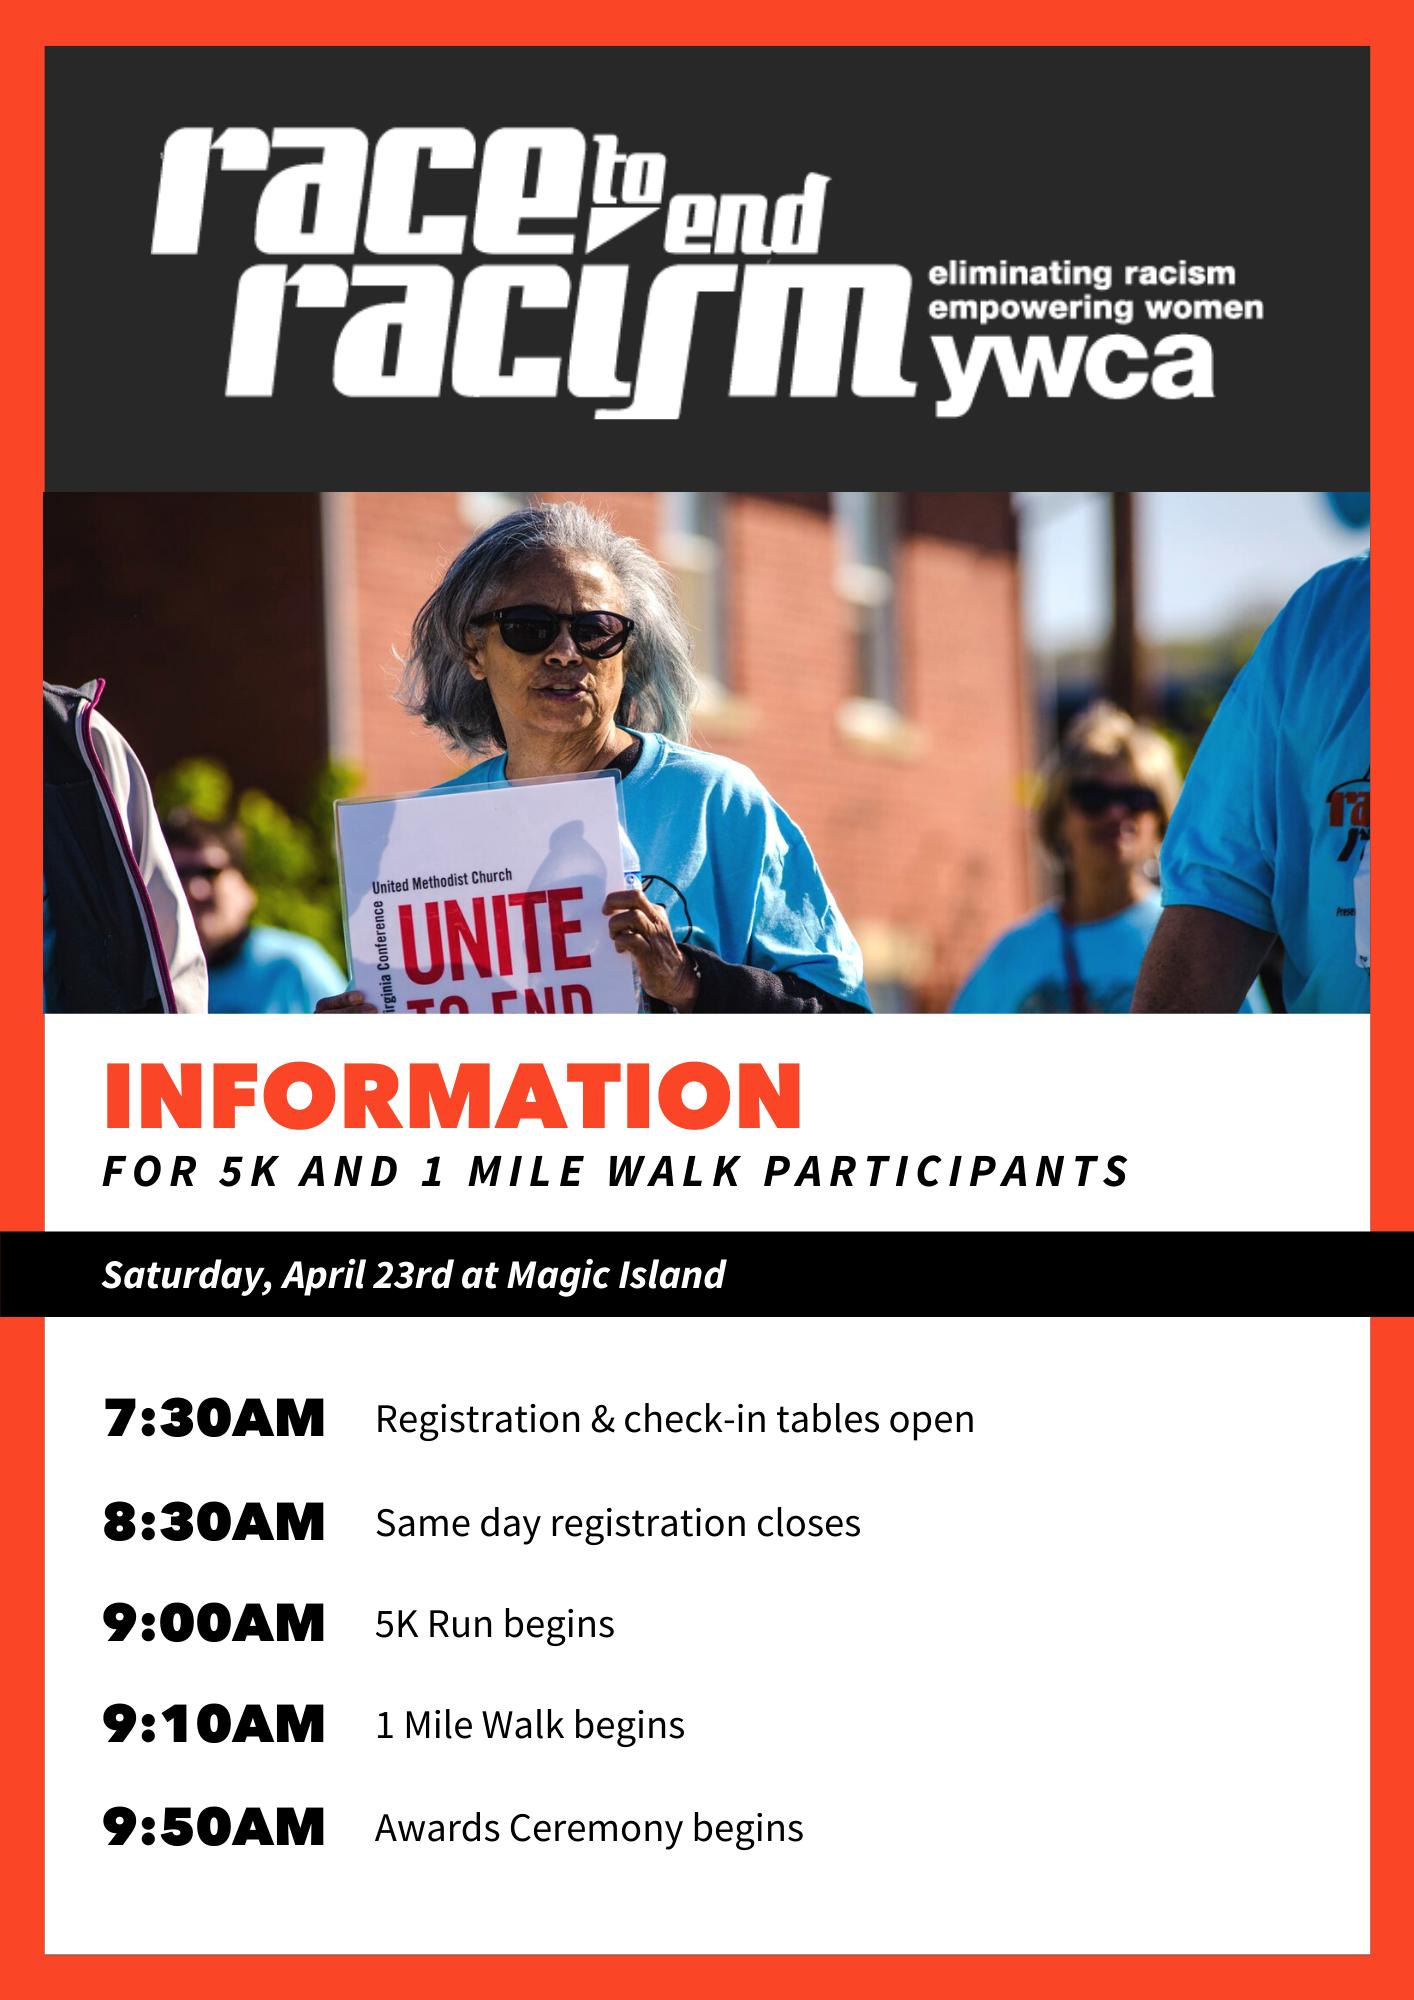 race to end
racism
eliminating racism
empowering women
ywca
United Methodist Church
Conference
UNITE
TO END
INFORMATION
FOR 5K AND 1 MILE WALK PARTICIPANTS
Saturday, April 23rd at Magic Island
7:30AM Registration & check-in tables open
8:30AM Same day registration closes
9:00AM 5K Run begins
9:10AM 1 Mile Walk begins
9:50AM Awards Ceremony begins